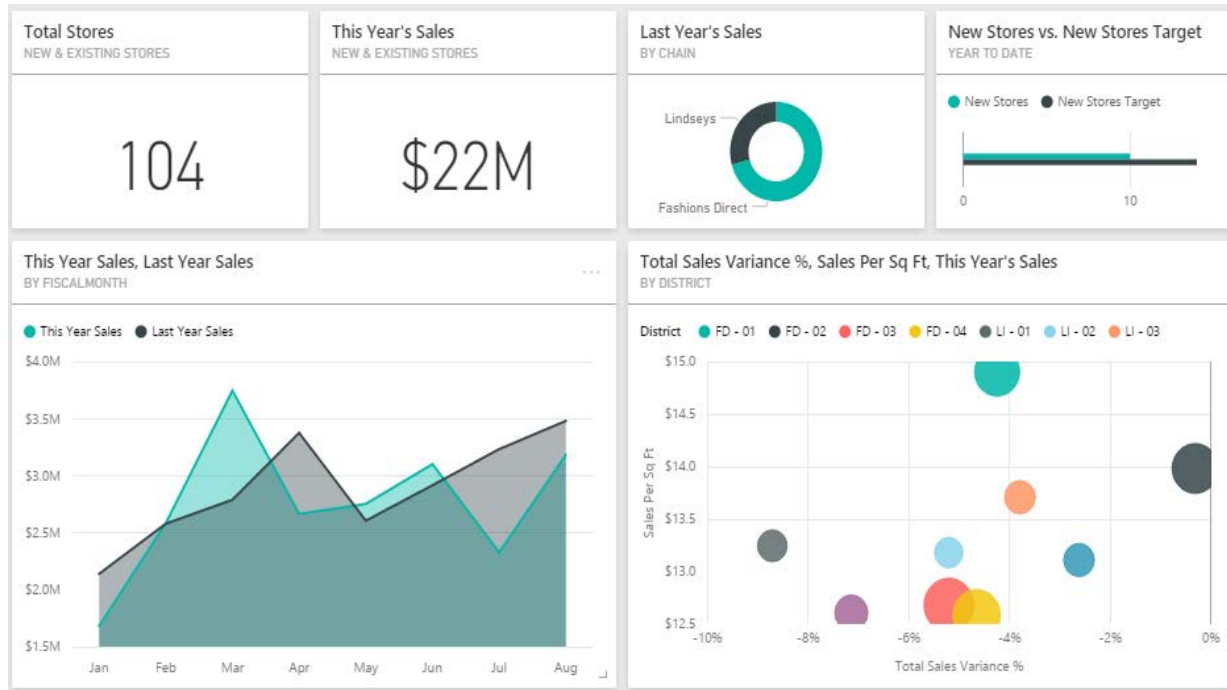 Total Stores
NEW & EXISTING STORES
104
This Year's Sales
NEW & EXISTING STORES
$22M
Last Year's Sales
BY CHAIN
Lindseys
Fashions Direct
New Stores vs. New Stores Target
YEAR TO DATE
New Stores New Stores Target
0 10
This Year Sales, Last Year Sales
BY FISCALMONTH
...
This Year Sales Last Year Sales
$4.0M
$3.5M
$3.0M
$2.5M
$2.0M
$1.5M
Jan Feb Mar Apr May Jun Jul Aug
Total Sales Variance %, Sales Per Sq Ft, This Year's Sales
BY DISTRICT
District FD - 01 FD - 02 FD - 03 FD - 04 LI - 01 LI - 02 LI - 03
Sales Per Sq Ft
$15.0
$14.5
$14.0
$13.5
$13.0
$12.5
-10% -8% -6% -4% -2% 0%
Total Sales Variance %